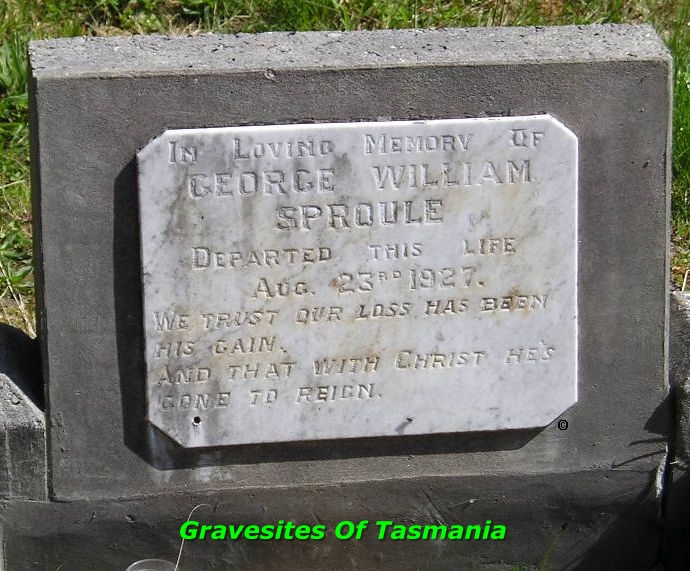 IN LOVING MEMORY OF
GEORGE WILLIAM
SPROULE
DEPARTED THIS LIFE
AUG. 23RD 1927.
WE TRUST OUR LOSS HAS BEEN
HIS GAIN.
AND THAT WITH CHRIST HE'S
GONE TO REIGN.
©
Gravesites Of Tasmania